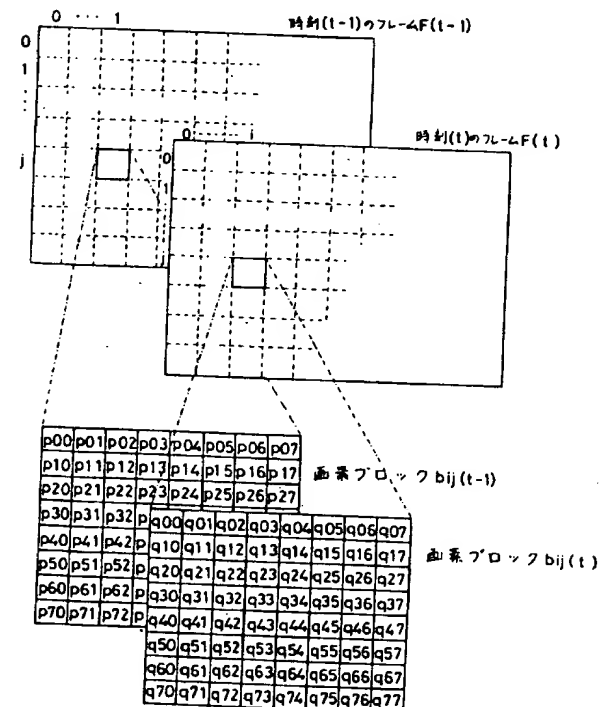 0 ··· 1
時刻(t-1)のフレームF(t-1)
0
1
:
j
時刻(t)のフレームF(t)
0 ······ i
0
1
p00 p01 p02 p03 p04 p05 p06 p07
p10 p11 p12 p13 p14 p15 p16 p17
p20 p21 p22 p23 p24 p25 p26 p27
p30 p31 p32 p
p40 p41 p42 p
p50 p51 p52 p
p60 p61 p62 p
p70 p71 p72 p
画素ブロック bij(t-1)
q00 q01 q02 q03 q04 q05 q06 q07
q10 q11 q12 q13 q14 q15 q16 q17
q20 q21 q22 q23 q24 q25 q26 q27
q30 q31 q32 q33 q34 q35 q36 q37
q40 q41 q42 q43 q44 q45 q46 q47
q50 q51 q52 q53 q54 q55 q56 q57
q60 q61 q62 q63 q64 q65 q66 q67
q70 q71 q72 q73 q74 q75 q76 q77
画素ブロック bij(t)